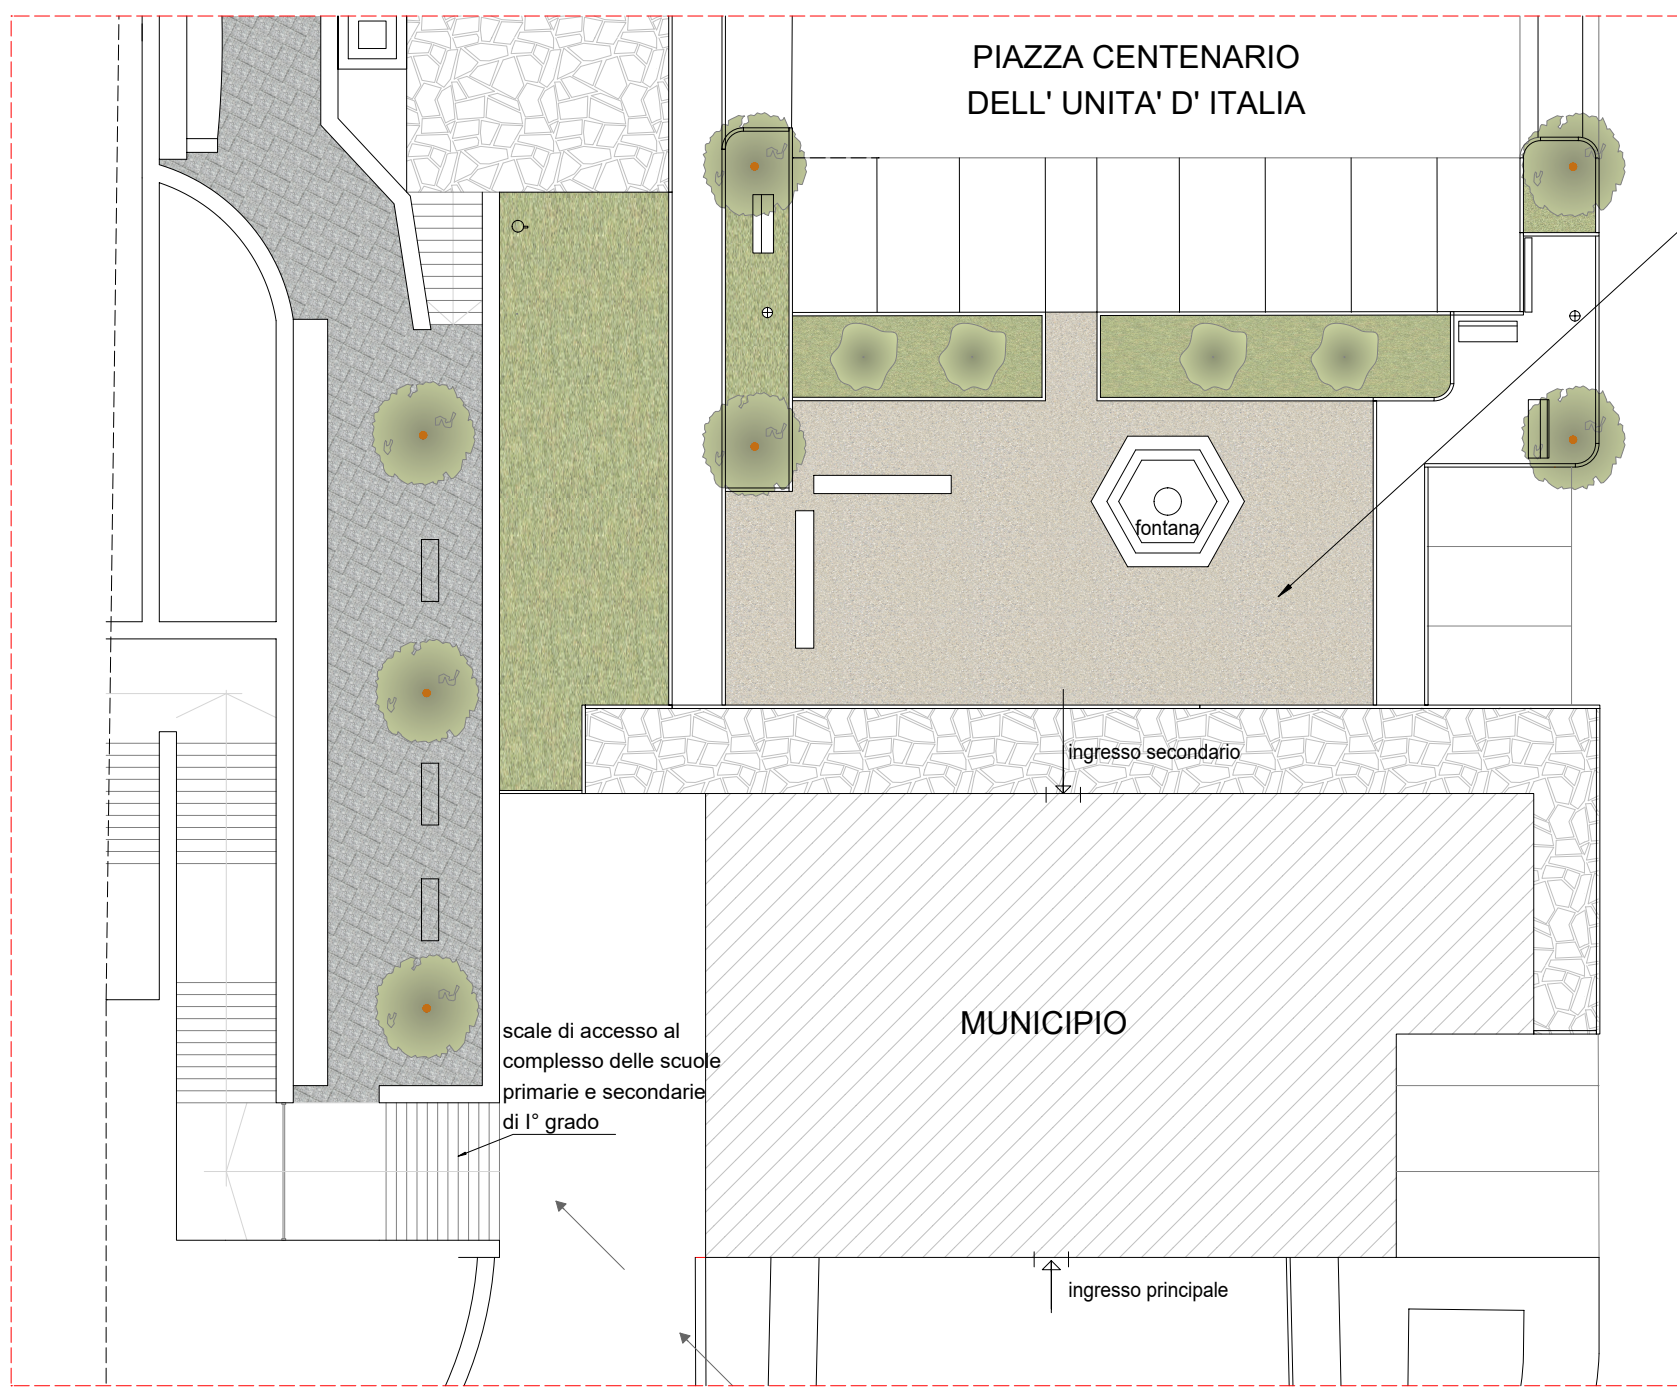 PIAZZA CENTENARIO
DELL' UNITA' D' ITALIA
fontana
ingresso secondario
MUNICIPIO
scale di accesso al
complesso delle scuole
primarie e secondarie
di I° grado
ingresso principale